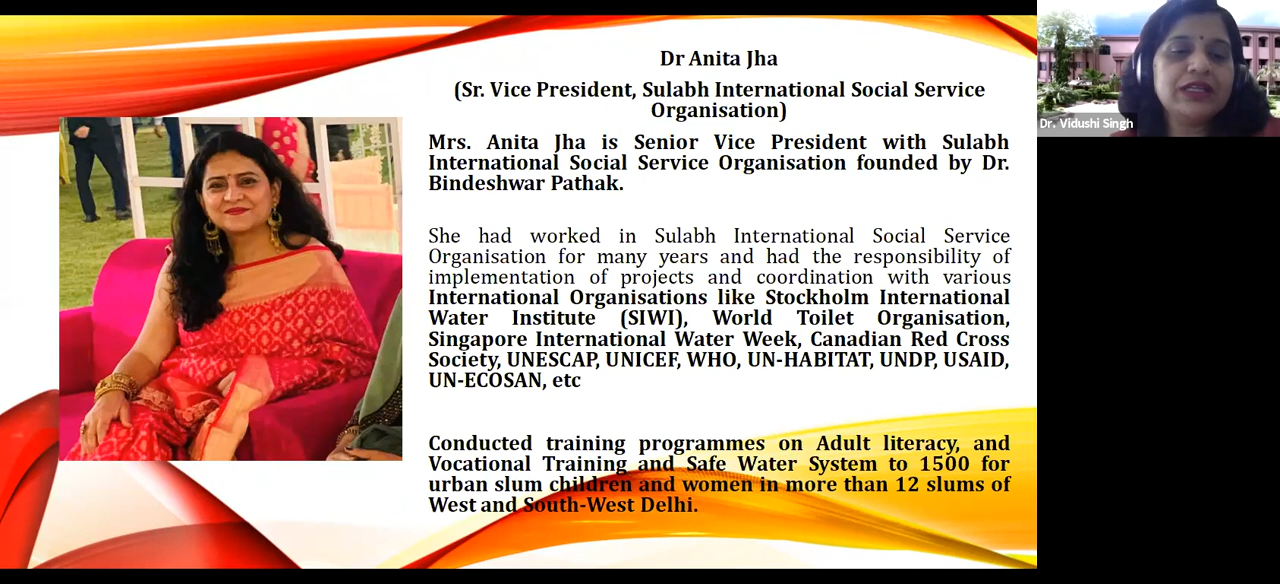 Dr Anita Jha
(Sr. Vice President, Sulabh International Social Service
Organisation)
Mrs. Anita Jha is Senior Vice President with Sulabh
International Social Service Organisation founded by Dr.
Bindeshwar Pathak.
She had worked in Sulabh International Social Service
Organisation for many years and had the responsibility of
implementation of projects and coordination with various
International Organisations like Stockholm International
Water Institute (SIWI), World Toilet Organisation,
Singapore International Water Week, Canadian Red Cross
Society, UNESCAP, UNICEF, WHO, UN-HABITAT, UNDP, USAID,
UN-ECOSAN, etc
Conducted training programmes on Adult literacy, and
Vocational Training and Safe Water System to 1500 for
urban slum children and women in more than 12 slums of
West and South-West Delhi.
Dr. Vidushi Singh